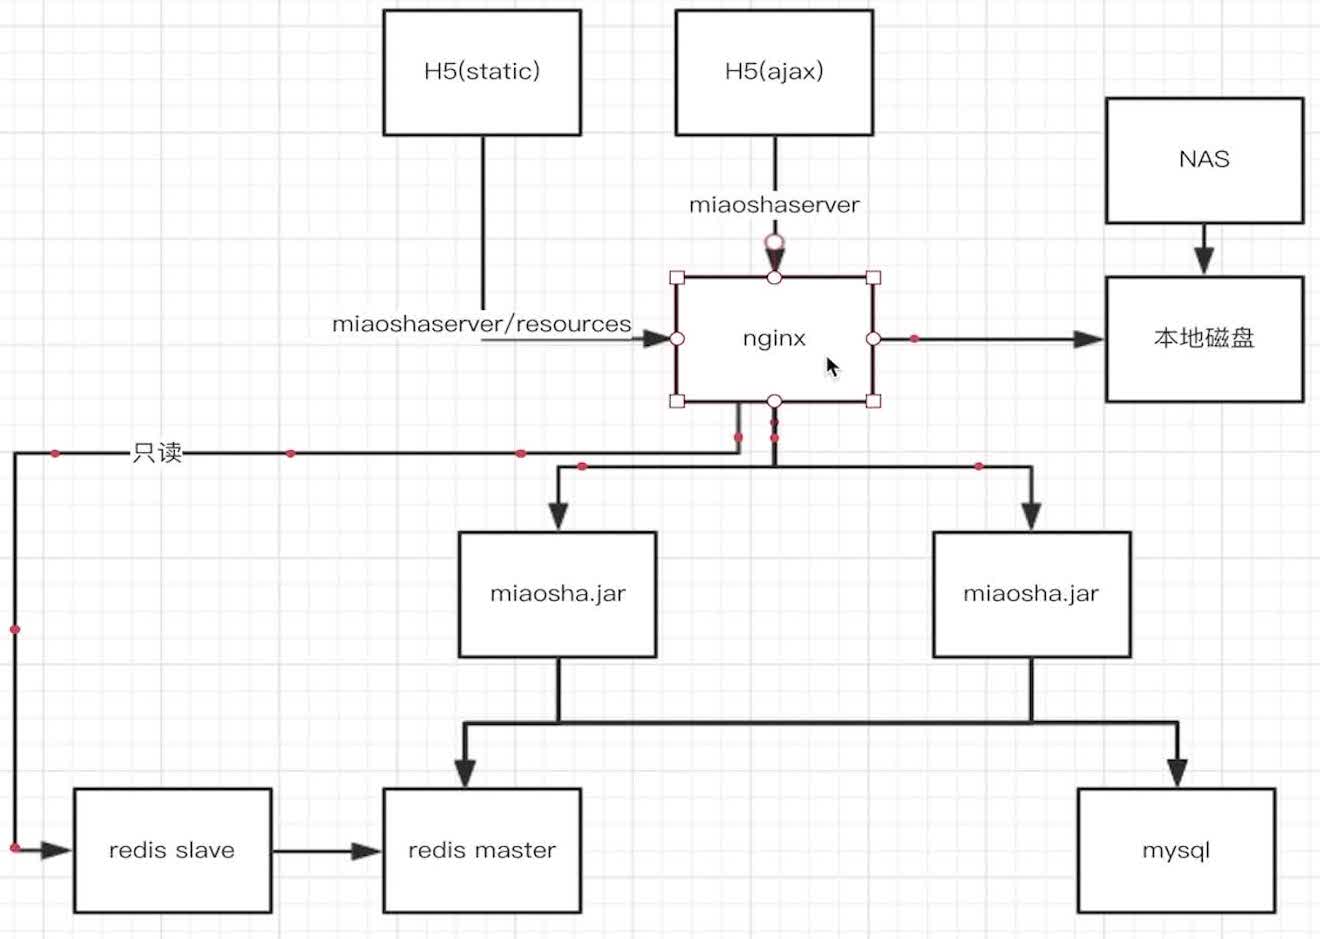 H5(static)
H5(ajax)
NAS
miaoshaserver
miaoshaserver/resources
nginx
本地磁盘
只读
miaosha.jar
miaosha.jar
redis slave
redis master
mysql